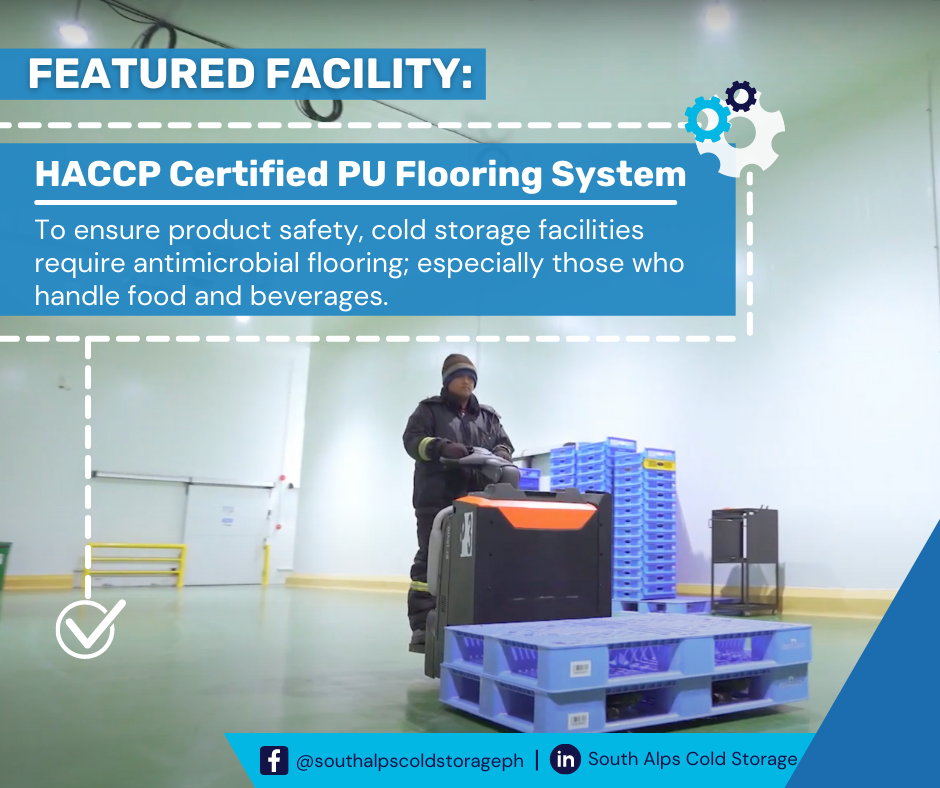 FEATURED FACILITY:
HACCP Certified PU Flooring System
To ensure product safety, cold storage facilities
require antimicrobial flooring; especially those who
handle food and beverages.
@southalpscoldstorageph | South Alps Cold Storage